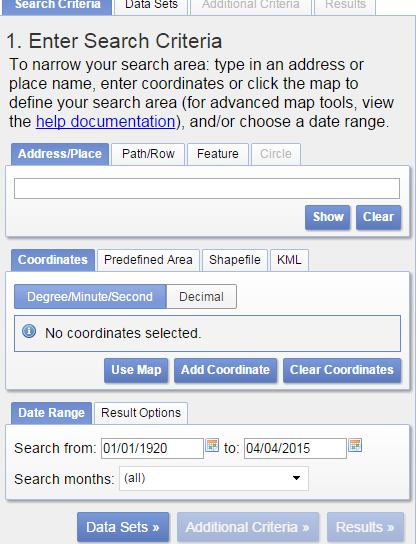 Search Criteria Data Sets Additional Criteria Results
1. Enter Search Criteria
To narrow your search area: type in an address or
place name, enter coordinates or click the map to
define your search area (for advanced map tools, view
the help documentation), and/or choose a date range.
Address/Place Path/Row Feature Circle
Show Clear
Coordinates Predefined Area Shapefile KML
Degree/Minute/Second Decimal
No coordinates selected.
Use Map Add Coordinate Clear Coordinates
Date Range Result Options
Search from: 01/01/1920 to: 04/04/2015
Search months: (all)
Data Sets » Additional Criteria » Results »